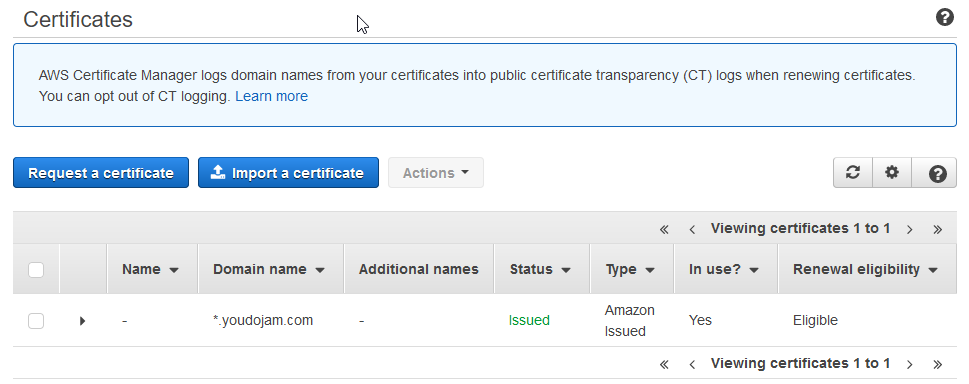 Certificates
AWS Certificate Manager logs domain names from your certificates into public certificate transparency (CT) logs when renewing certificates.
You can opt out of CT logging. Learn more
Request a certificate Import a certificate Actions
« ‹ Viewing certificates 1 to 1 › »
Name Domain name Additional names Status Type In use? Renewal eligibility
- *.youdojam.com - Issued Amazon Issued Yes Eligible
« ‹ Viewing certificates 1 to 1 › »